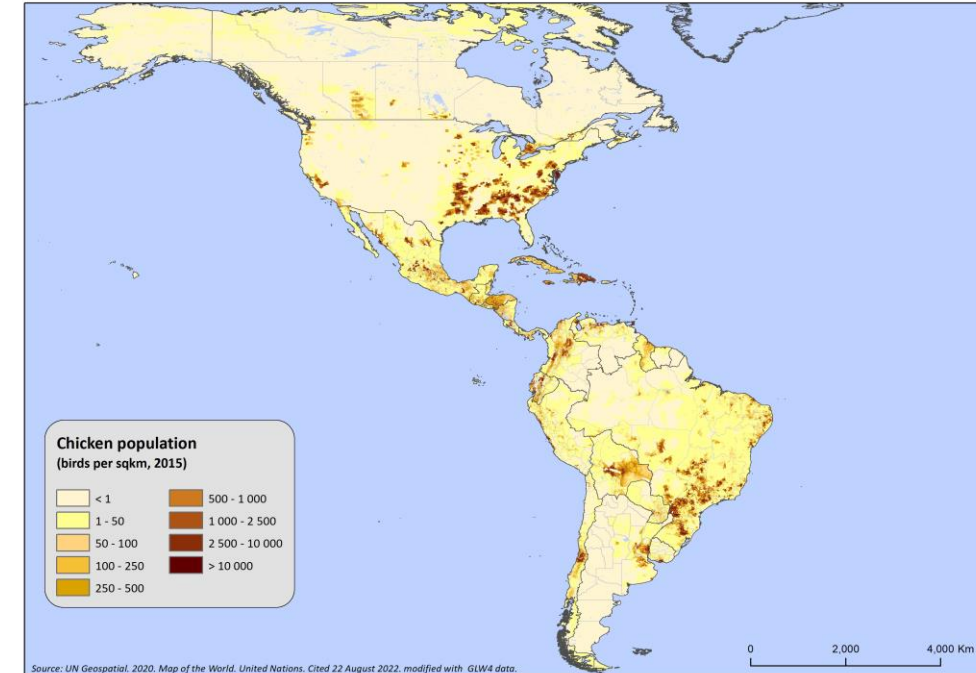 Chicken population
(birds per sqkm, 2015)
< 1
1 - 50
50 - 100
100 - 250
250 - 500
500 - 1 000
1 000 - 2 500
2 500 - 10 000
> 10 000
Source: UN Geospatial. 2020. Map of the World. United Nations. Cited 22 August 2022. modified with GLW4 data.
0 2,000 4,000 Km